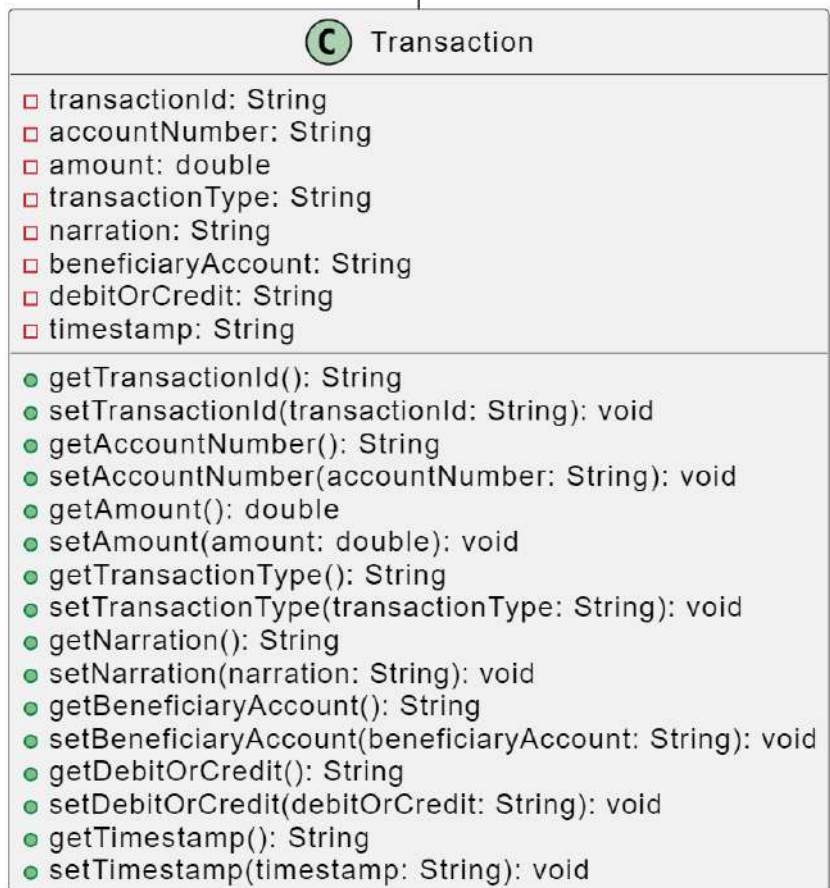 C Transaction
transactionId: String
accountNumber: String
amount: double
transactionType: String
narration: String
beneficiaryAccount: String
debitOrCredit: String
timestamp: String
getTransactionId(): String
setTransactionId(transactionId: String): void
getAccountNumber(): String
setAccountNumber(accountNumber: String): void
getAmount(): double
setAmount(amount: double): void
getTransactionType(): String
setTransactionType(transactionType: String): void
getNarration(): String
setNarration(narration: String): void
getBeneficiaryAccount(): String
setBeneficiaryAccount(beneficiaryAccount: String): void
getDebitOrCredit(): String
setDebitOrCredit(debitOrCredit: String): void
getTimestamp(): String
setTimestamp(timestamp: String): void